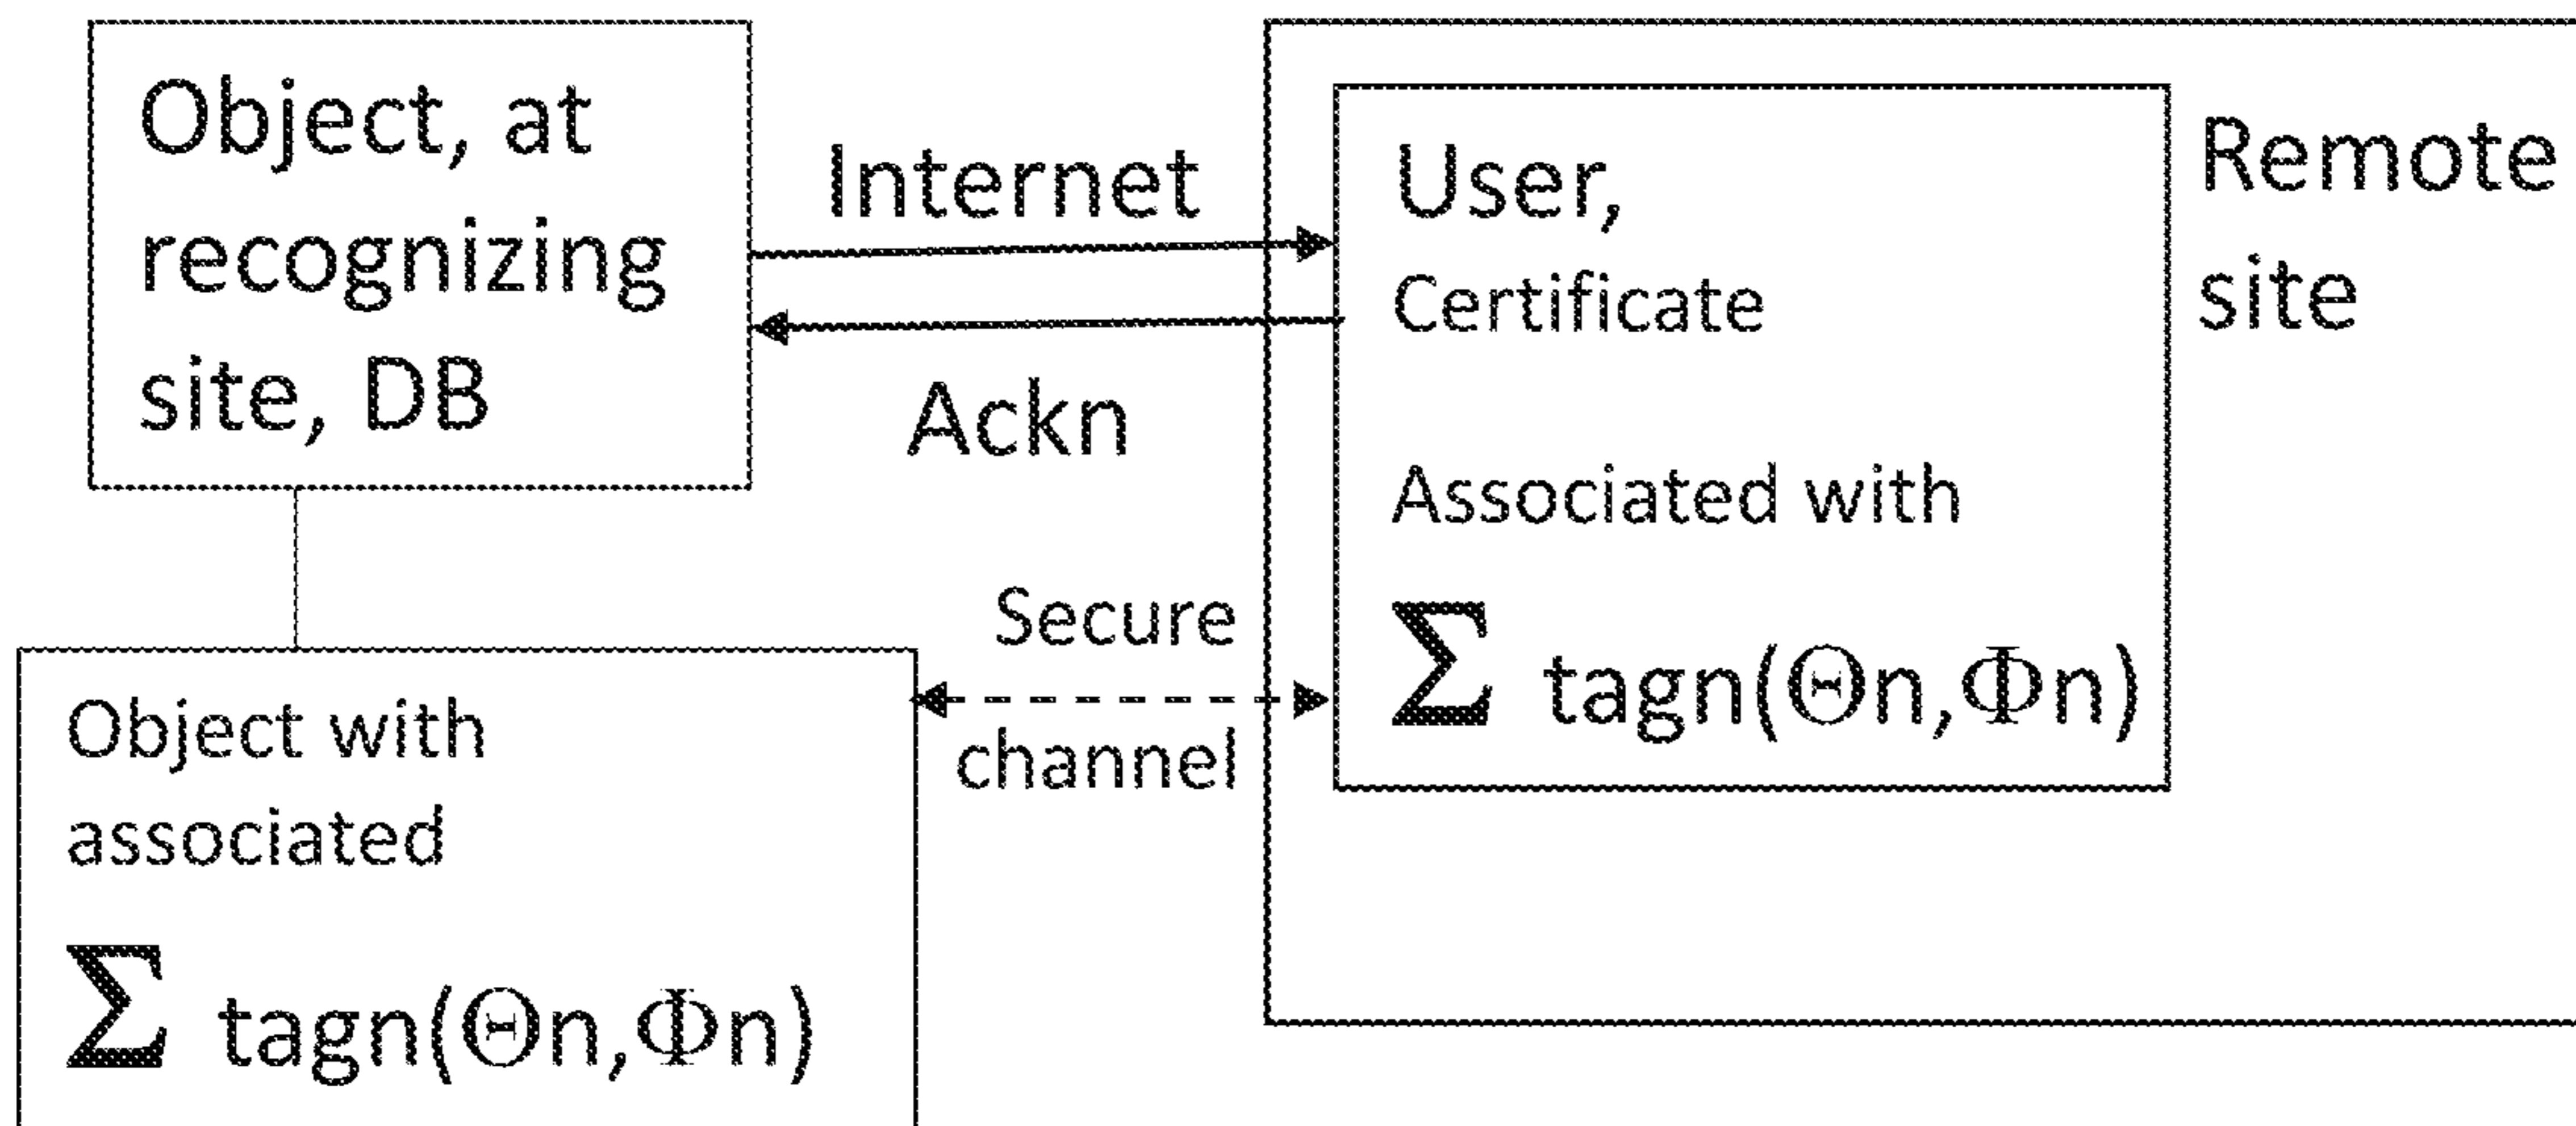 Object, at
recognizing
site, DB
Internet
Ackn
User,
Certificate
Associated with
Σ tagn(Θn,Φn)
Remote
site
Secure
channel
Object with
associated
Σ tagn(Θn,Φn)